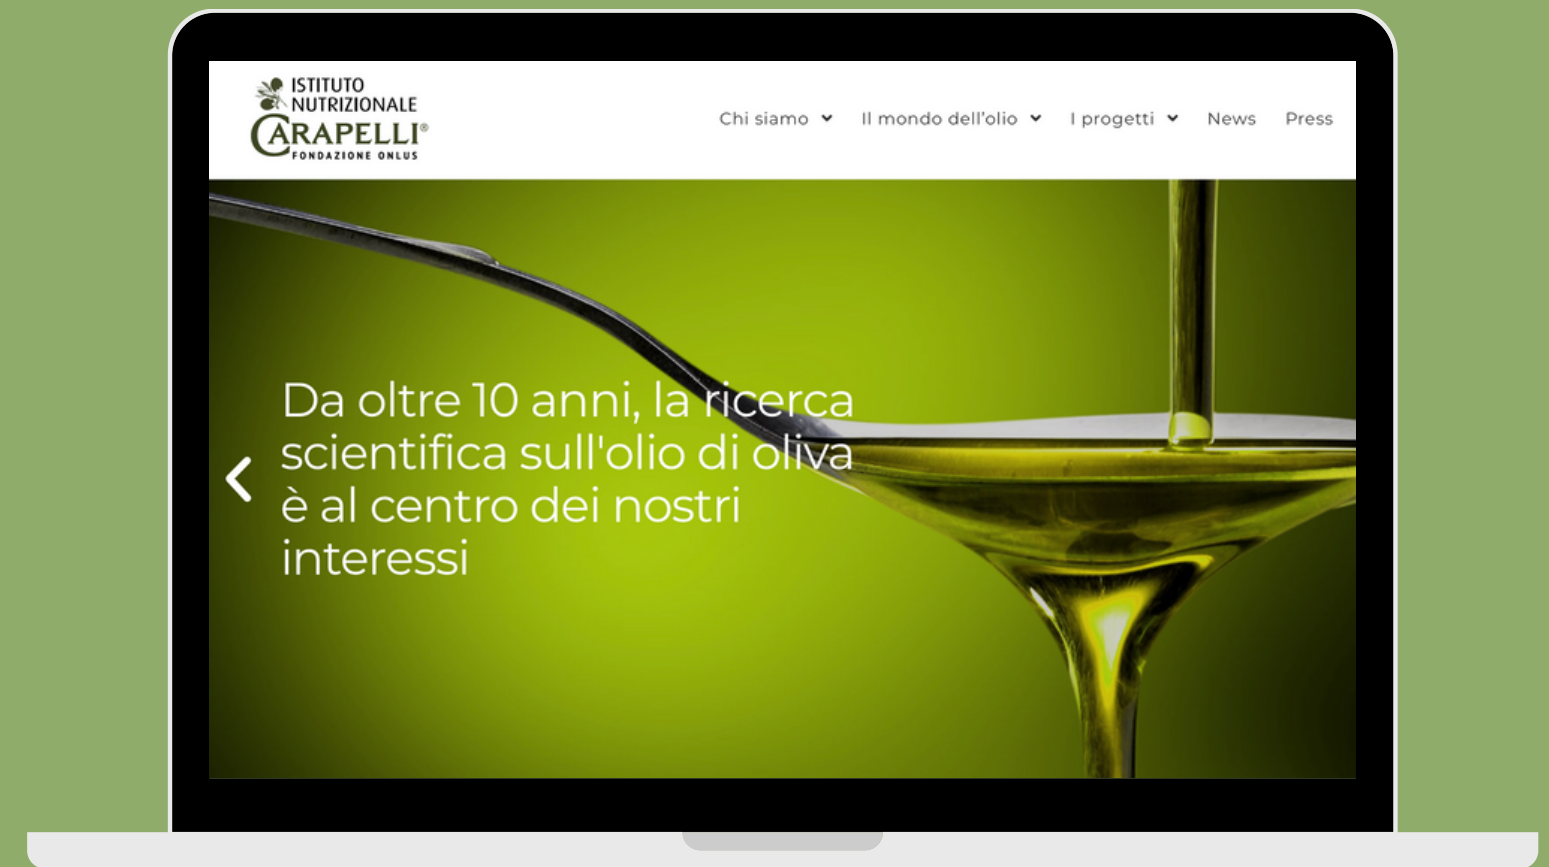 ISTITUTO
NUTRIZIONALE
CARAPELLI®
FONDAZIONE ONLUS
Chi siamo Il mondo dell'olio I progetti News Press
Da oltre 10 anni, la ricerca
scientifica sull'olio di oliva
è al centro dei nostri
interessi